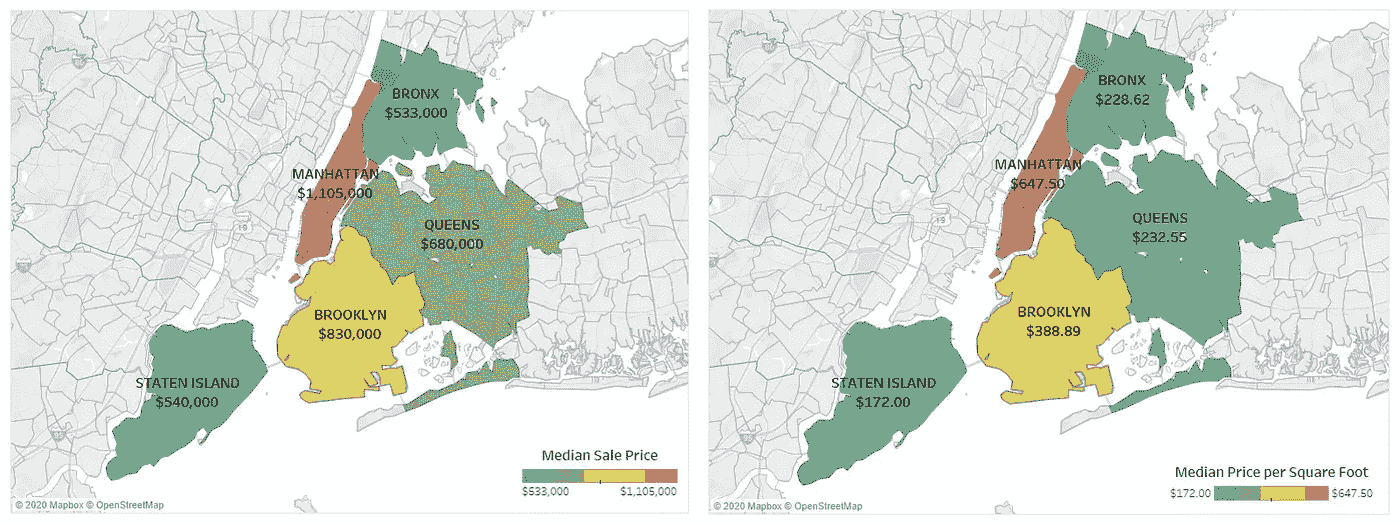 BRONX
$533,000
MANHATTAN
$1,105,000
QUEENS
$680,000
BROOKLYN
$830,000
STATEN ISLAND
$540,000
Median Sale Price
$533,000
$1,105,000
© 2020 Mapbox © OpenStreetMap
BRONX
$228.62
MANHATTAN
$647.50
QUEENS
$232.55
BROOKLYN
$388.89
STATEN ISLAND
$172.00
Median Price per Square Foot
$172.00
$647.50
© 2020 Mapbox © OpenStreetMap